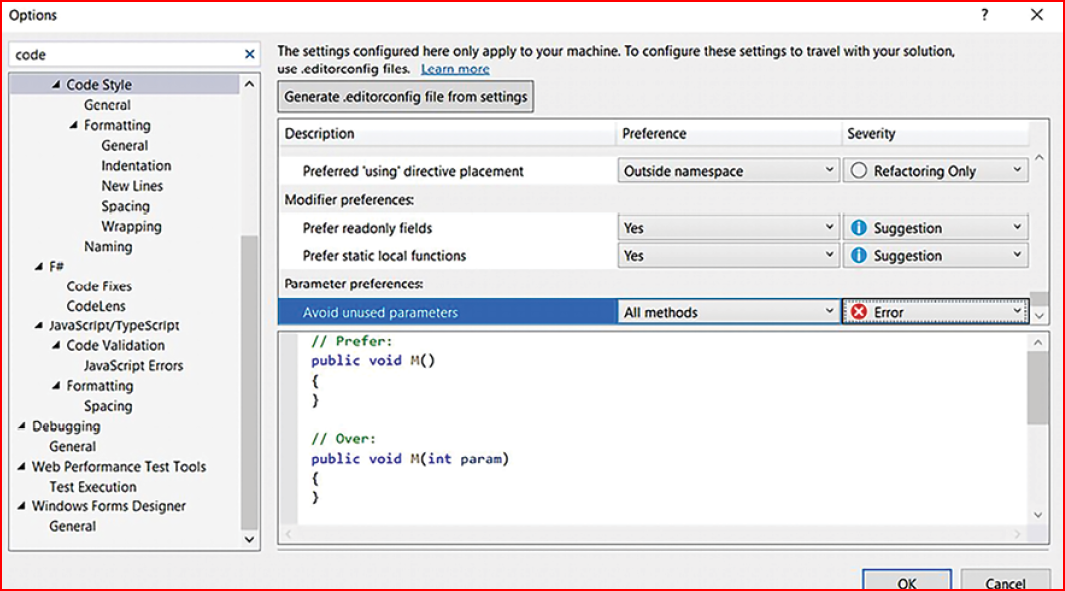 Options
?
code
Code Style
General
Formatting
General
Indentation
New Lines
Spacing
Wrapping
Naming
F#
Code Fixes
CodeLens
JavaScript/TypeScript
Code Validation
JavaScript Errors
Formatting
Spacing
Debugging
General
Web Performance Test Tools
Test Execution
Windows Forms Designer
General
The settings configured here only apply to your machine. To configure these settings to travel with your solution,
use .editorconfig files. Learn more
Generate .editorconfig file from settings
Description Preference Severity
Preferred 'using' directive placement Outside namespace Refactoring Only
Modifier preferences:
Prefer readonly fields Yes Suggestion
Prefer static local functions Yes Suggestion
Parameter preferences:
Avoid unused parameters All methods Error
// Prefer:
public void M()
{
}
// Over:
public void M(int param)
{
}
OK Cancel